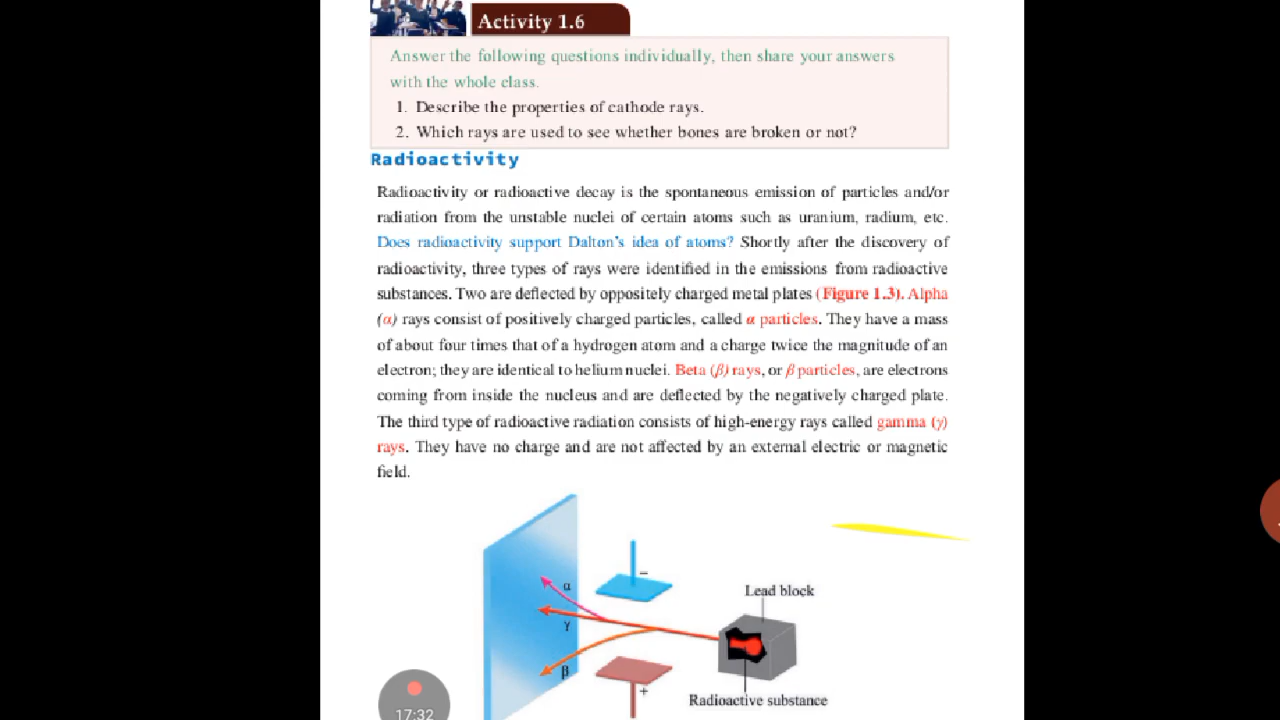 Activity 1.6
Answer the following questions individually, then share your answers
with the whole class.
1. Describe the properties of cathode rays.
2. Which rays are used to see whether bones are broken or not?
Radioactivity
Radioactivity or radioactive decay is the spontaneous emission of particles and/or
radiation from the unstable nuclei of certain atoms such as uranium, radium, etc.
Does radioactivity support Dalton's idea of atoms? Shortly after the discovery of
radioactivity, three types of rays were identified in the emissions from radioactive
substances. Two are deflected by oppositely charged metal plates (Figure 1.3). Alpha
(α) rays consist of positively charged particles, called α particles. They have a mass
of about four times that of a hydrogen atom and a charge twice the magnitude of an
electron; they are identical to helium nuclei. Beta (β) rays, or β particles, are electrons
coming from inside the nucleus and are deflected by the negatively charged plate.
The third type of radioactive radiation consists of high-energy rays called gamma (γ)
rays. They have no charge and are not affected by an external electric or magnetic
field.
α
−
Lead block
γ
β
+
Radioactive substance
17:32